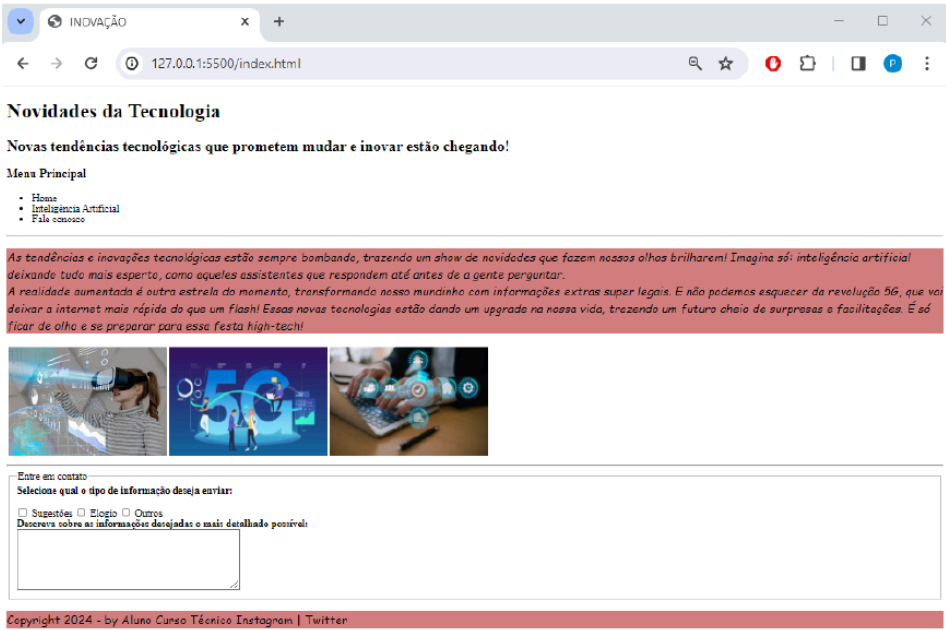 INOVAÇÃO
127.0.0.1:5500/index.html
P
Novidades da Tecnologia
Novas tendências tecnológicas que prometem mudar e inovar estão chegando!
Menu Principal
Home
Inteligência Artificial
Fale conosco
As tendências e inovações tecnológicas estão sempre bombando, trazendo um show de novidades que fazem nossos olhos brilharem! Imagina só: inteligência artificial
deixando tudo mais esperto, como aqueles assistentes que respondem até antes de a gente perguntar.
A realidade aumentada é outra estrela do momento, transformando nosso mundinho com informações extras super legais. E não podemos esquecer da revolução 5G, que vai
deixar a internet mais rápida do que um flash! Essas novas tecnologias estão dando um upgrade na nossa vida, trazendo um futuro cheio de surpresas e facilitações. É só
ficar de olho e se preparar para essa festa high-tech!
5G
Entre em contato
Selecione qual o tipo de informação deseja enviar:
Sugestões Elogio Outros
Descreva sobre as informações desejadas o mais detalhado possível:
Copyright 2024 - by Aluno Curso Técnico Instagram | Twitter